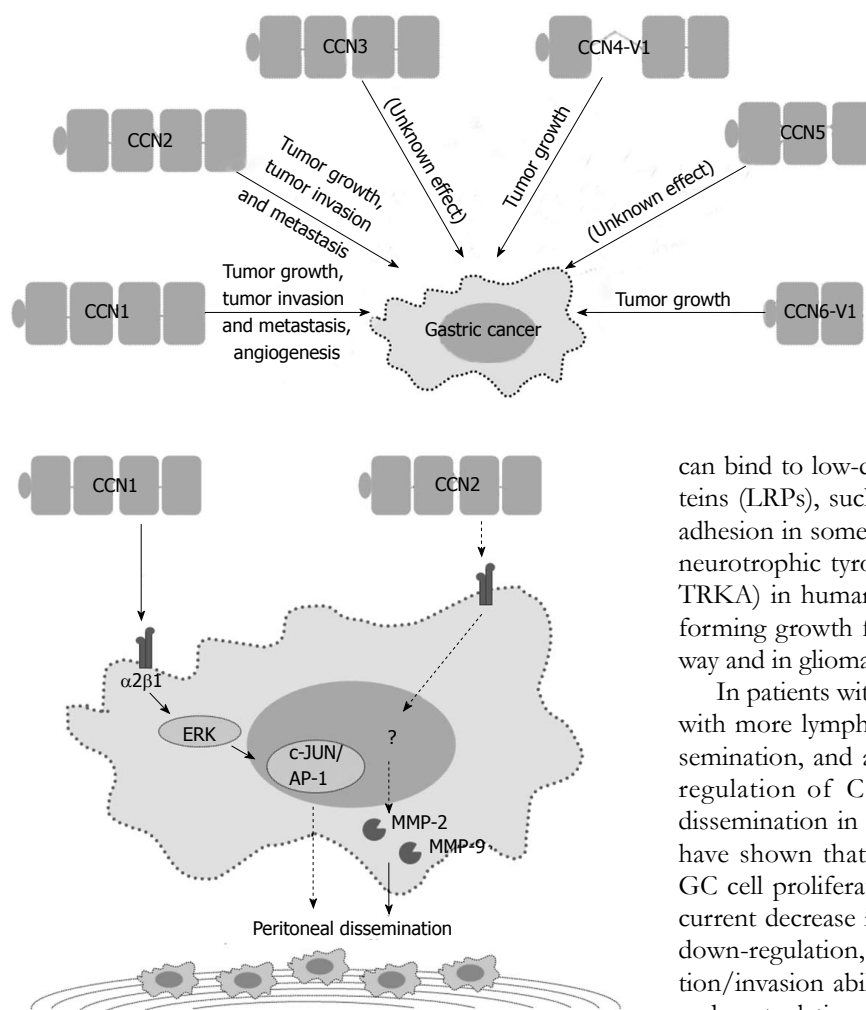 CCN3
CCN4-V1
CCN2
CCN5
Tumor growth,
tumor invasion
and metastasis
(Unknown effect)
Tumor growth
(Unknown effect)
CCN1
Tumor growth,
tumor invasion
and metastasis,
angiogenesis
Gastric cancer
Tumor growth
CCN6-V1
CCN1
CCN2
α2β1
ERK
c-JUN/
AP-1
?
MMP-2
MMP-9
Peritoneal dissemination
can bind to low-d
teins (LRPs), such
adhesion in some
neurotrophic tyro
TRKA) in human
forming growth f
way and in glioma
In patients wit
with more lymph
semination, and a
regulation of C
dissemination in
have shown that
GC cell prolifera
current decrease i
down-regulation,
tion/invasion abil